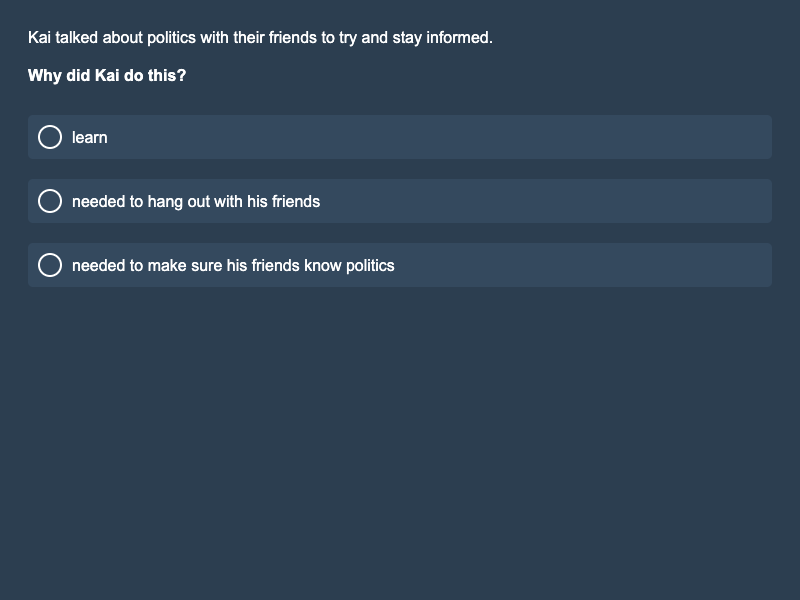 Kai talked about politics with their friends to try and stay informed.
Why did Kai do this?
learn
needed to hang out with his friends
needed to make sure his friends know politics